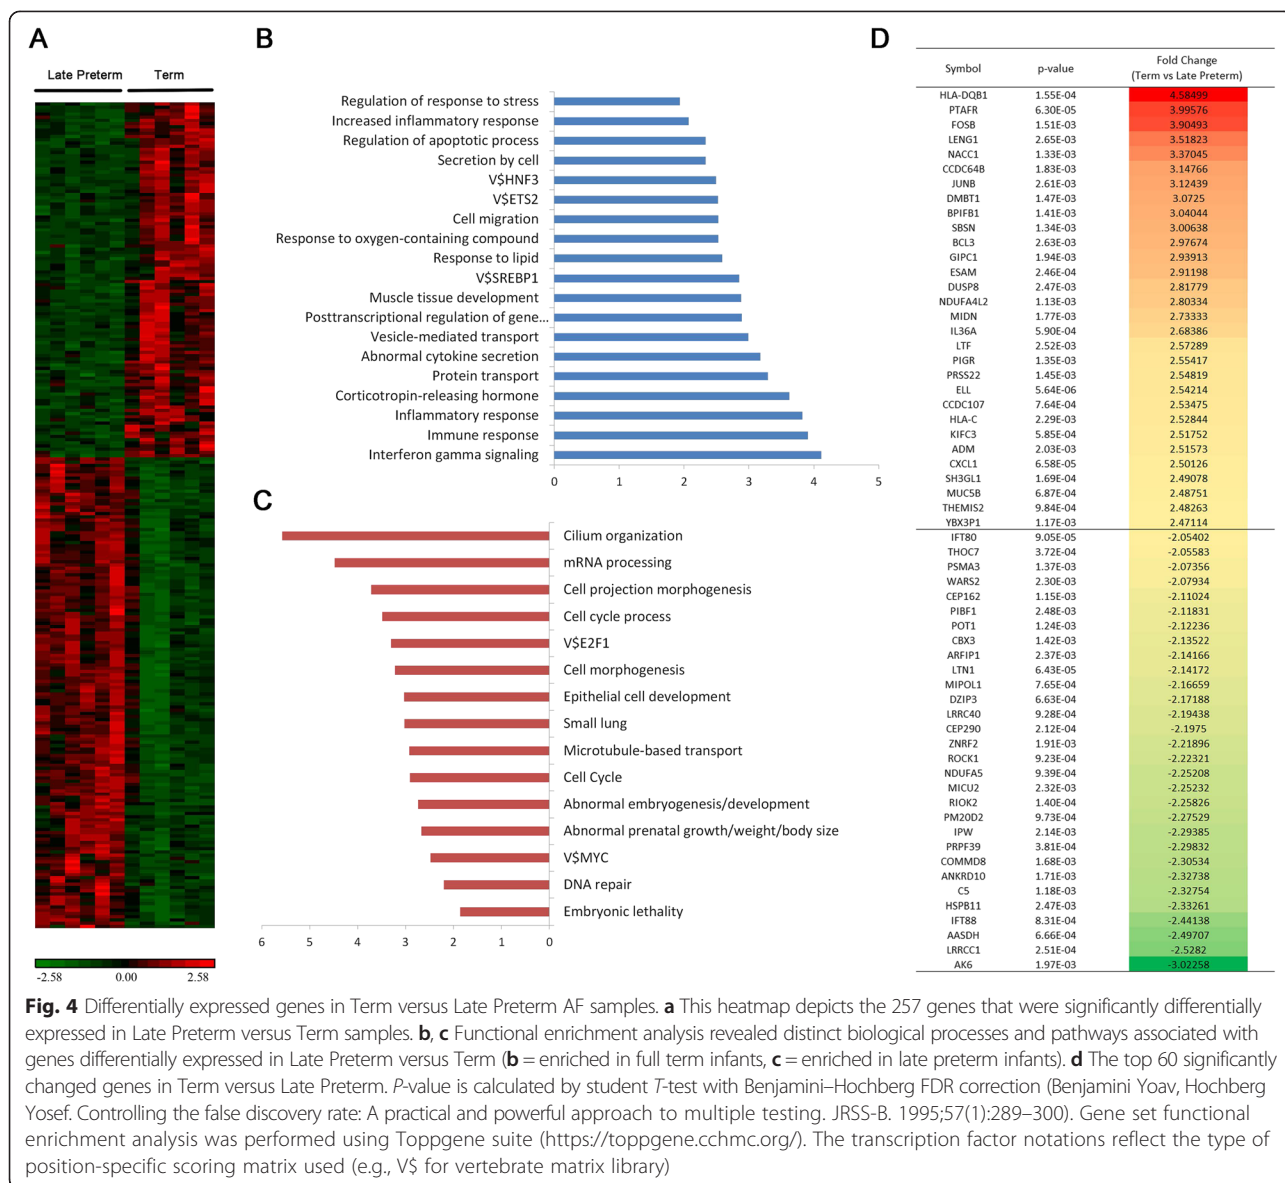 A
Late Preterm Term
-2.58 0.00 2.58
B
Regulation of response to stress
Increased inflammatory response
Regulation of apoptotic process
Secretion by cell
V$HNF3
V$ETS2
Cell migration
Response to oxygen-containing compound
Response to lipid
V$SREBP1
Muscle tissue development
Posttranscriptional regulation of gene...
Vesicle-mediated transport
Abnormal cytokine secretion
Protein transport
Corticotropin-releasing hormone
Inflammatory response
Immune response
Interferon gamma signaling
0 1 2 3 4 5
C
Cilium organization
mRNA processing
Cell projection morphogenesis
Cell cycle process
V$E2F1
Cell morphogenesis
Epithelial cell development
Small lung
Microtubule-based transport
Cell Cycle
Abnormal embryogenesis/development
Abnormal prenatal growth/weight/body size
V$MYC
DNA repair
Embryonic lethality
6 5 4 3 2 1 0
D
Symbol p-value Fold Change
(Term vs Late Preterm)
HLA-DQB1 1.55E-04 4.58499
PTAFR 6.30E-05 3.99576
FOSB 1.51E-03 3.90493
LENG1 2.65E-03 3.51823
NACC1 1.33E-03 3.37045
CCDC64B 1.83E-03 3.14766
JUNB 2.61E-03 3.12439
DMBT1 1.47E-03 3.0725
BPIFB1 1.41E-03 3.04044
SBSN 1.34E-03 3.00638
BCL3 2.63E-03 2.97674
GIPC1 1.94E-03 2.93913
ESAM 2.46E-04 2.91198
DUSP8 2.47E-03 2.81779
NDUFA4L2 1.13E-03 2.80334
MIDN 1.77E-03 2.73333
IL36A 5.90E-04 2.68386
LTF 2.52E-03 2.57289
PIGR 1.35E-03 2.55417
PRSS22 1.45E-03 2.54819
ELL 5.64E-06 2.54214
CCDC107 7.64E-04 2.53475
HLA-C 2.29E-03 2.52844
KIFC3 5.85E-04 2.51752
ADM 2.03E-03 2.51573
CXCL1 6.58E-05 2.50126
SH3GL1 1.69E-04 2.49078
MUC5B 6.87E-04 2.48751
THEMIS2 9.84E-04 2.48263
YBX3P1 1.17E-03 2.47114
IFT80 9.05E-05 -2.05402
THOC7 3.72E-04 -2.05583
PSMA3 1.37E-03 -2.07356
WARS2 2.30E-03 -2.07934
CEP162 1.15E-03 -2.11024
PIBF1 2.48E-03 -2.11831
POT1 1.24E-03 -2.12236
CBX3 1.42E-03 -2.13522
ARFIP1 2.37E-03 -2.14166
LTN1 6.43E-05 -2.14172
MIPOL1 7.65E-04 -2.16659
DZIP3 6.63E-04 -2.17188
LRRC40 9.28E-04 -2.19438
CEP290 2.12E-04 -2.1975
ZNRF2 1.91E-03 -2.21896
ROCK1 9.23E-04 -2.22321
NDUFA5 9.39E-04 -2.25208
MICU2 2.32E-03 -2.25232
RIOK2 1.40E-04 -2.25826
PM20D2 9.73E-04 -2.27529
IPW 2.14E-03 -2.29385
PRPF39 3.81E-04 -2.29832
COMMD8 1.68E-03 -2.30534
ANKRD10 1.71E-03 -2.32738
C5 1.18E-03 -2.32754
HSPB11 2.47E-03 -2.33261
IFT88 8.31E-04 -2.44138
AASDH 6.66E-04 -2.49707
LRRCC1 2.51E-04 -2.5282
AK6 1.97E-03 -3.02258
Fig. 4 Differentially expressed genes in Term versus Late Preterm AF samples. a This heatmap depicts the 257 genes that were significantly differentially
expressed in Late Preterm versus Term samples. b, c Functional enrichment analysis revealed distinct biological processes and pathways associated with
genes differentially expressed in Late Preterm versus Term (b = enriched in full term infants, c = enriched in late preterm infants). d The top 60 significantly
changed genes in Term versus Late Preterm. P-value is calculated by student T-test with Benjamini–Hochberg FDR correction (Benjamini Yoav, Hochberg
Yosef. Controlling the false discovery rate: A practical and powerful approach to multiple testing. JRSS-B. 1995;57(1):289–300). Gene set functional
enrichment analysis was performed using Toppgene suite (https://toppgene.cchmc.org/). The transcription factor notations reflect the type of
position-specific scoring matrix used (e.g., V$ for vertebrate matrix library)